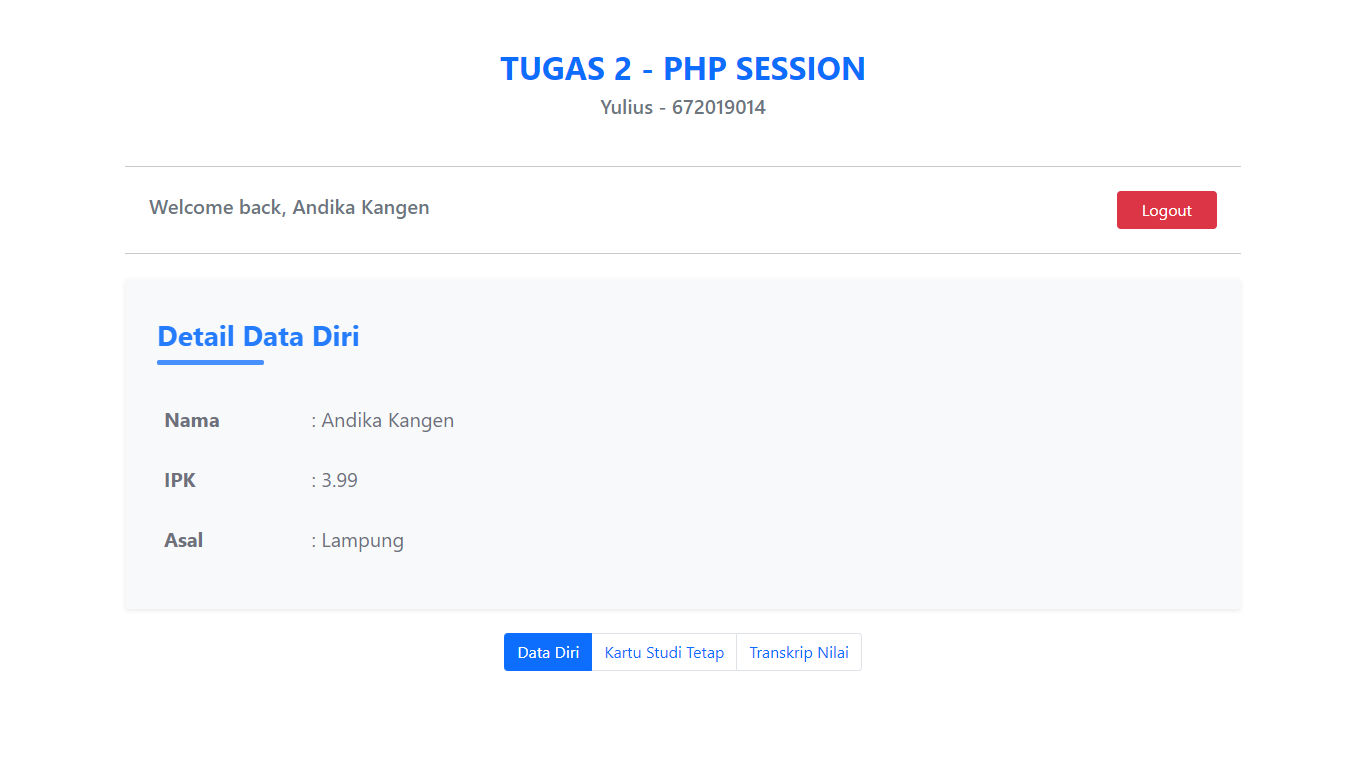 TUGAS 2 - PHP SESSION
Yulius - 672019014
Welcome back, Andika Kangen
Logout
Detail Data Diri
Nama : Andika Kangen
IPK : 3.99
Asal : Lampung
Data Diri Kartu Studi Tetap Transkrip Nilai